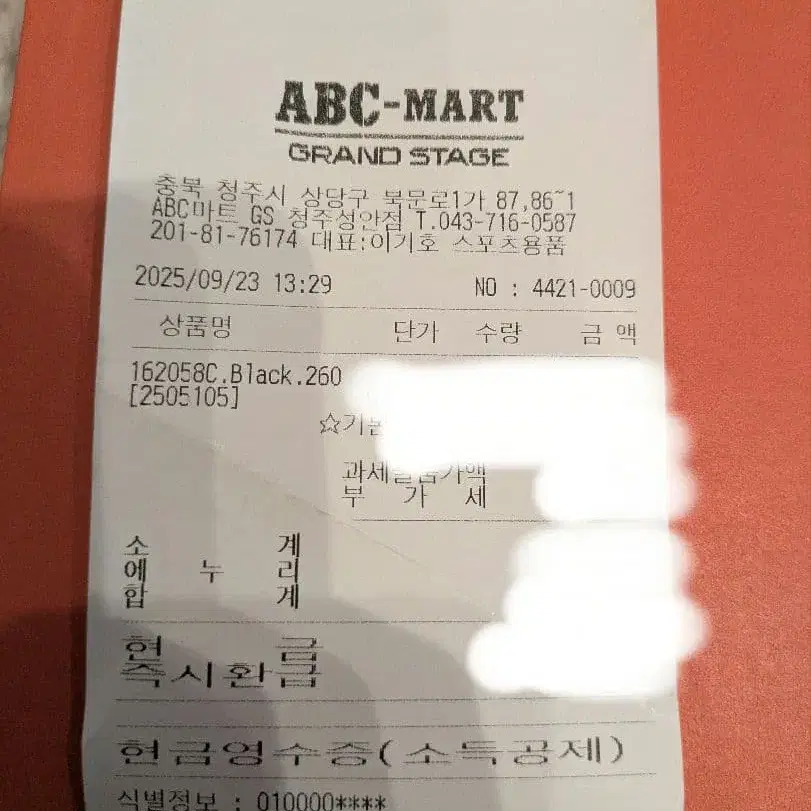 ABC-MART
GRAND STAGE
충북 청주시 상당구 북문로1가 87,86~1
ABC마트 GS 청주성안점 T.043-716-0587
201-81-76174 대표:이기호 스포츠용품
2025/09/23 13:29 NO : 4421-0009
상품명 단가 수량 금 액
162058C.Black.260
[2505105]
☆기본
과세물품가액
부 가 세
소 계
에 누 리
합 계
현 금
즉시환급
현금영수증(소득공제)
식별정보 : 010000****